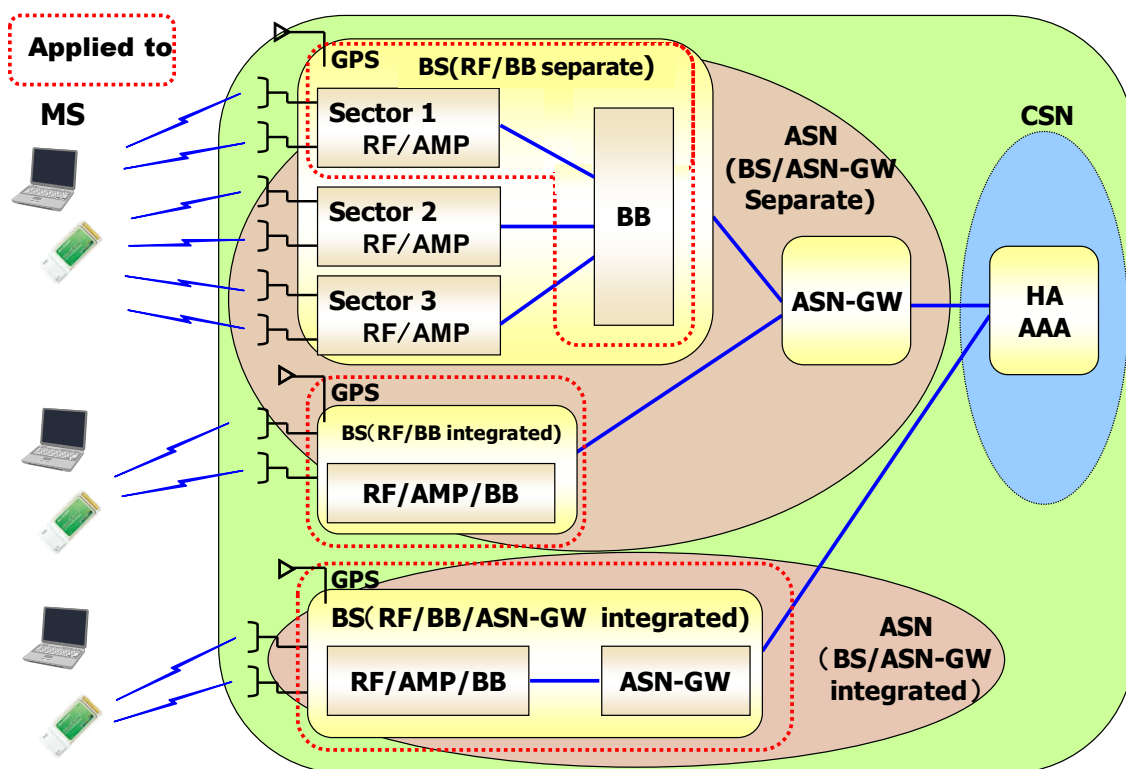 Applied to
MS
GPS
BS(RF/BB separate)
Sector 1
RF/AMP
Sector 2
RF/AMP
Sector 3
RF/AMP
BB
ASN
(BS/ASN-GW
Separate)
ASN-GW
CSN
HA
AAA
GPS
BS(RF/BB integrated)
RF/AMP/BB
GPS
BS(RF/BB/ASN-GW integrated)
RF/AMP/BB
ASN-GW
ASN
(BS/ASN-GW
integrated)